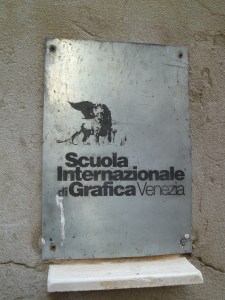 Scuola
Internazionale
di Grafica Venezia